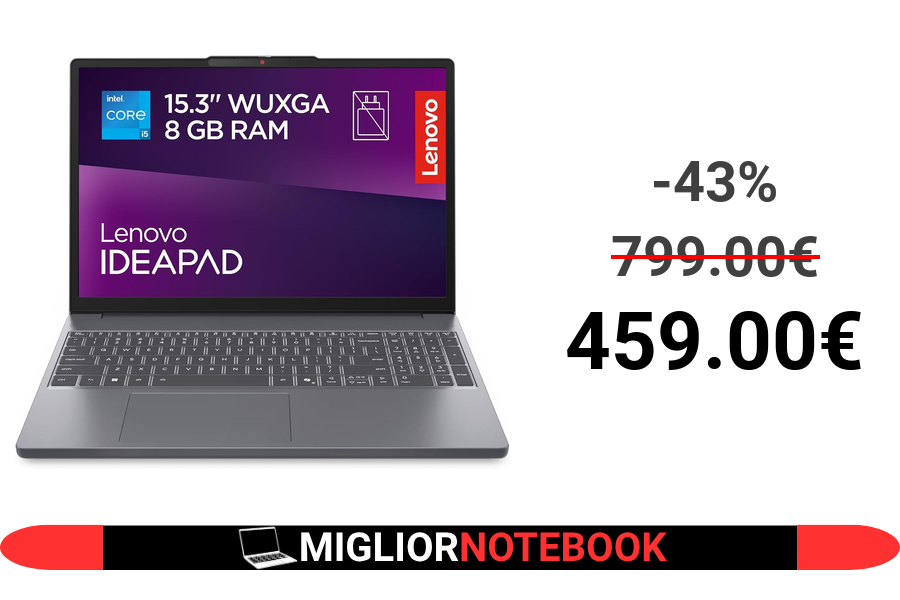 intel
CORE
i5
15.3" WUXGA
8 GB RAM
Lenovo
Lenovo
IDEAPAD
-43%
799.00€
459.00€
MIGLIORNOTEBOOK